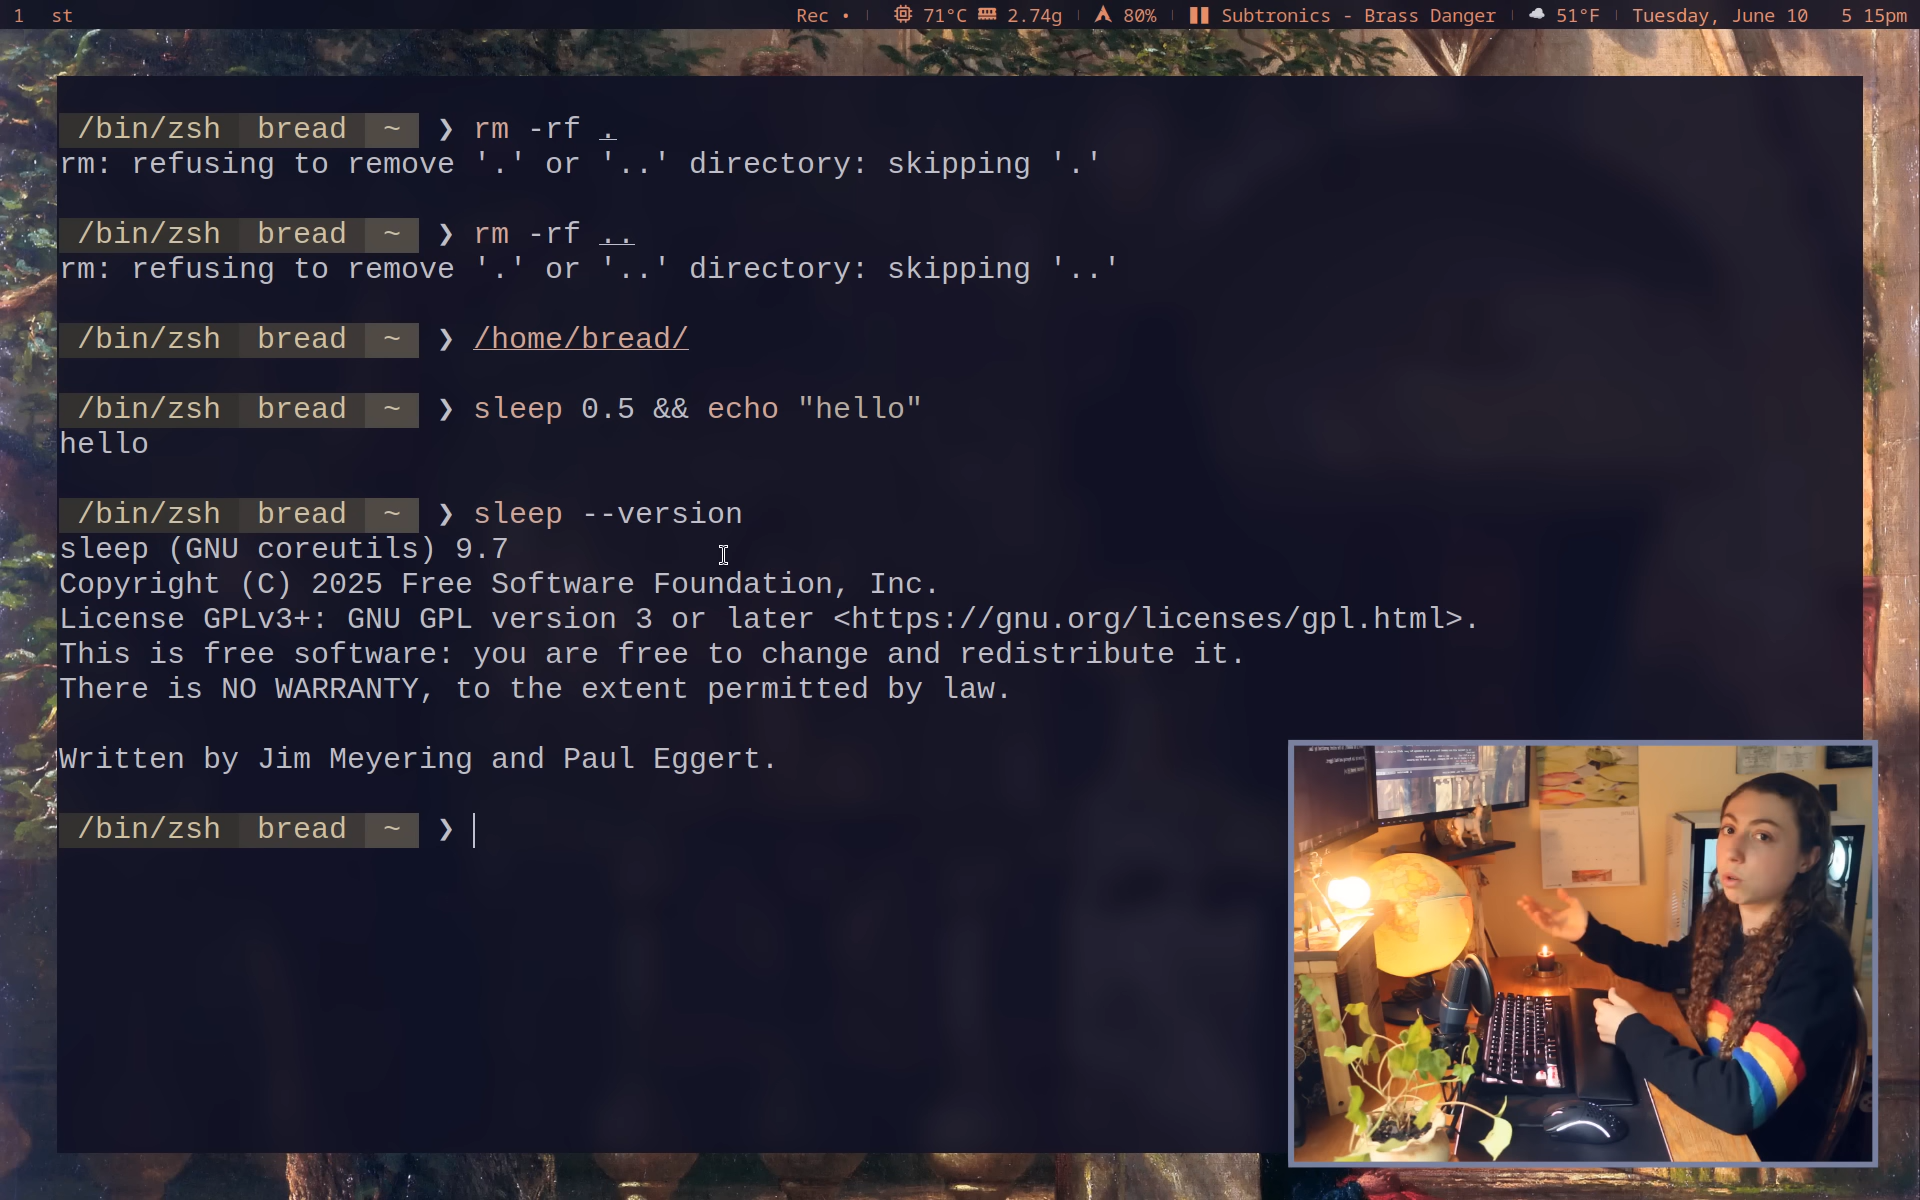 1 st Rec • 71°C 2.74g 80% Subtronics - Brass Danger 51°F Tuesday, June 10 5 15pm
/bin/zsh bread ~ ❯ rm -rf .
rm: refusing to remove '.' or '..' directory: skipping '.'
/bin/zsh bread ~ ❯ rm -rf ..
rm: refusing to remove '.' or '..' directory: skipping '..'
/bin/zsh bread ~ ❯ /home/bread/
/bin/zsh bread ~ ❯ sleep 0.5 && echo "hello"
hello
/bin/zsh bread ~ ❯ sleep --version
sleep (GNU coreutils) 9.7
Copyright (C) 2025 Free Software Foundation, Inc.
License GPLv3+: GNU GPL version 3 or later <https://gnu.org/licenses/gpl.html>.
This is free software: you are free to change and redistribute it.
There is NO WARRANTY, to the extent permitted by law.
Written by Jim Meyering and Paul Eggert.
/bin/zsh bread ~ ❯